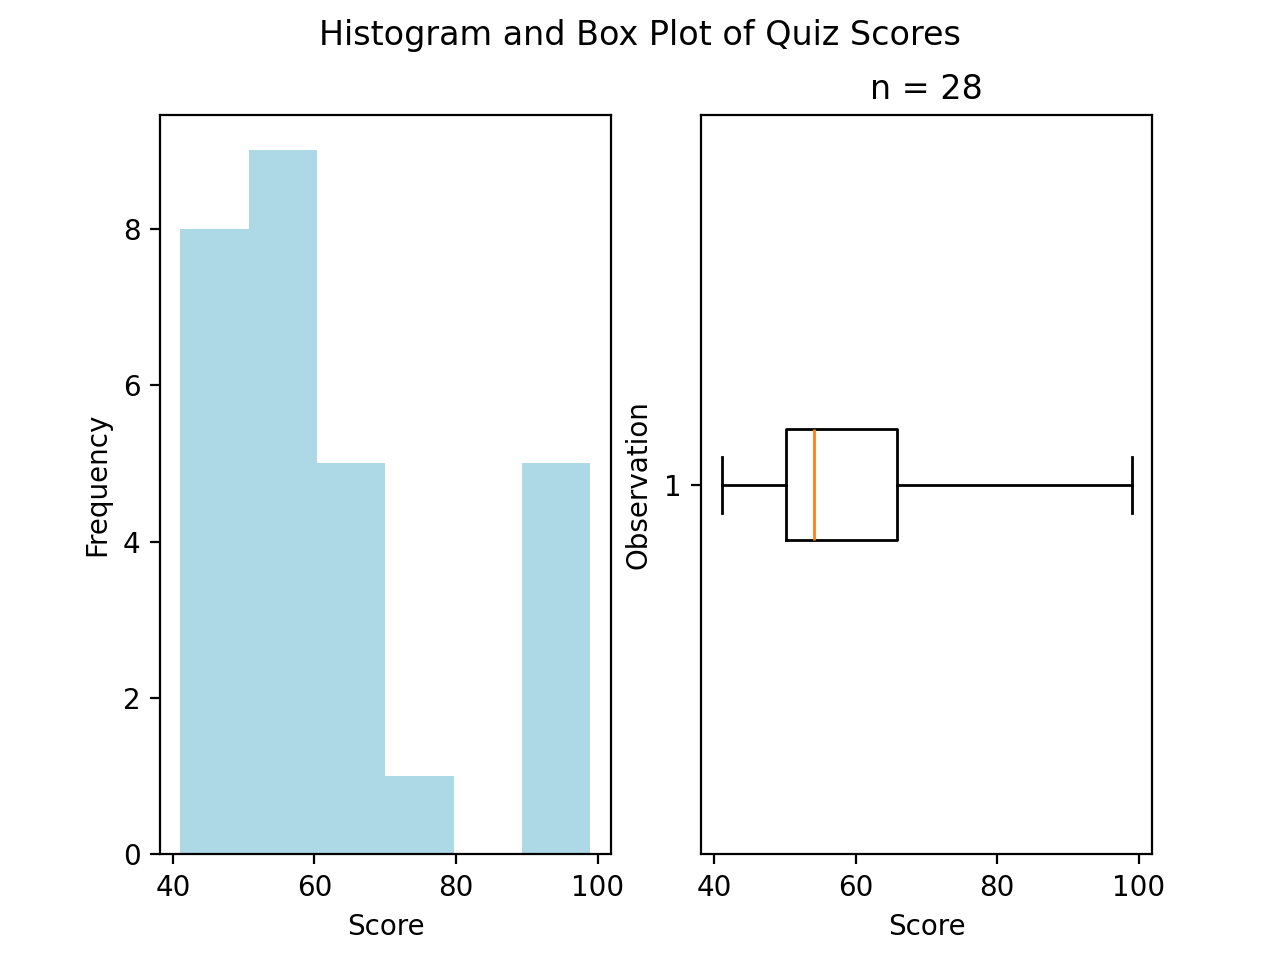 Histogram and Box Plot of Quiz Scores
Frequency
8
6
4
2
0
40 60 80 100
Score
n = 28
Observation
1
40 60 80 100
Score